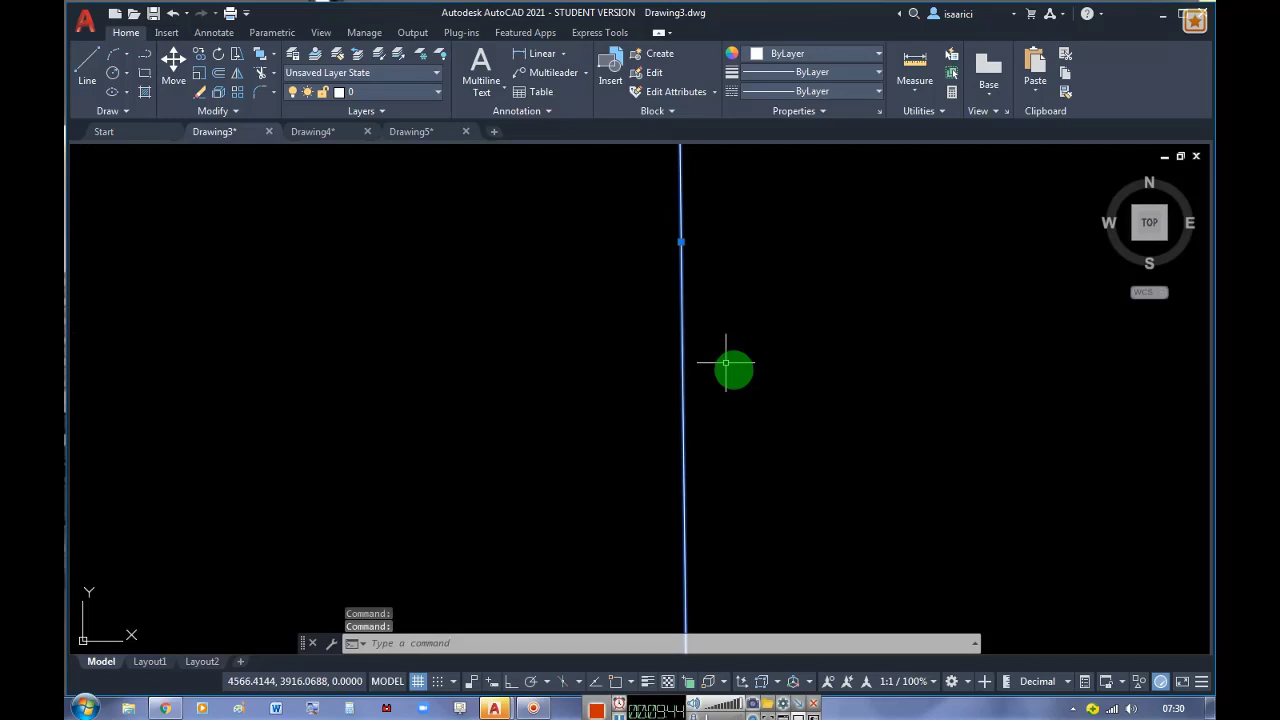 Autodesk AutoCAD 2021 - STUDENT VERSION Drawing3.dwg isaarici
Home Insert Annotate Parametric View Manage Output Plug-ins Featured Apps Express Tools
Line Move Unsaved Layer State 0 Multiline Text Linear Multileader Table Insert Create Edit Edit Attributes ByLayer ByLayer ByLayer Measure Base Paste
Draw Modify Layers Annotation Block Properties Utilities View Clipboard
Start Drawing3* Drawing4* Drawing5*
N
W TOP E
S
WCS
Y
X
Command:
Command:
Type a command
Model Layout1 Layout2
4566.4144, 3916.0688, 0.0000 MODEL 1:1 / 100% Decimal
07:30